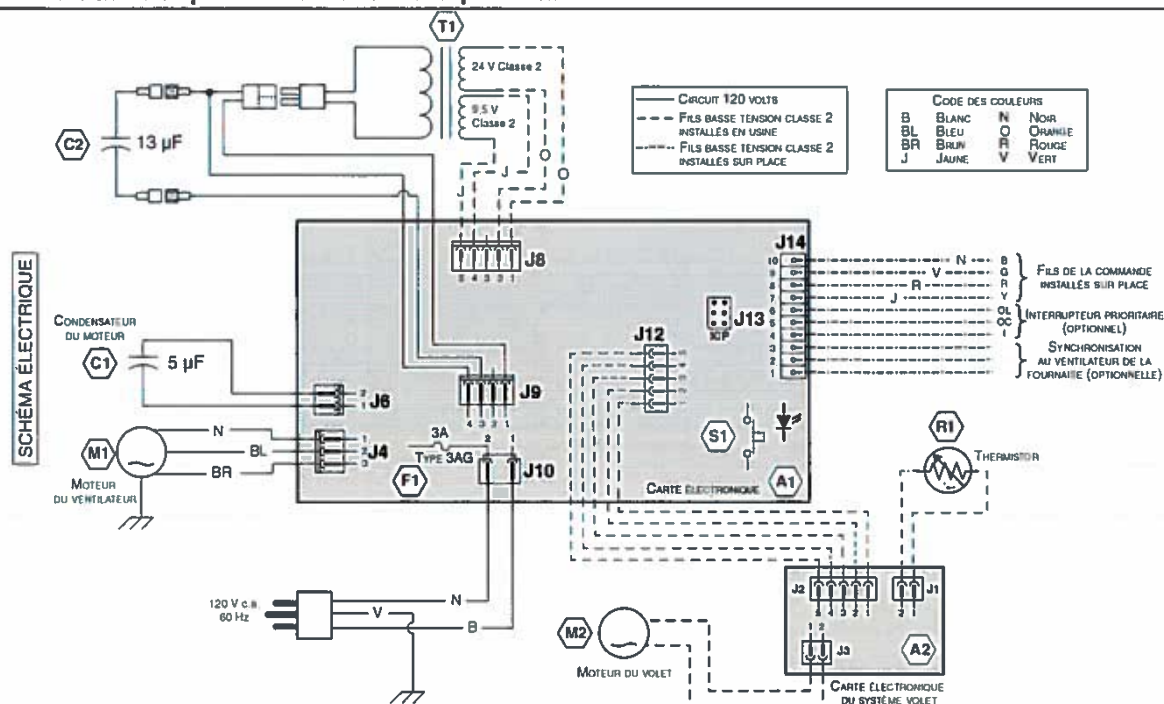 T1
24 V Classe 2
9,5 V
Classe 2
C2
13 µF
J
O
O
CIRCUIT 120 VOLTS
FILS BASSE TENSION CLASSE 2
INSTALLÉS EN USINE
FILS BASSE TENSION CLASSE 2
INSTALLÉS SUR PLACE
CODE DES COULEURS
B BLANC N NOIR
BL BLEU O ORANGE
BR BRUN R ROUGE
J JAUNE V VERT
SCHÉMA ÉLECTRIQUE
J
J8
5 4 3 2 1
J14
10
9
8
7
6
5
4
3
2
1
N B
V G
R R
J Y
OL
OC
I
FILS DE LA COMMANDE
INSTALLÉS SUR PLACE
INTERRUPTEUR PRIORITAIRE
(OPTIONNEL)
SYNCHRONISATION
AU VENTILATEUR DE LA
FOURNAISE (OPTIONNELLE)
J13
ICP
J12
CONDENSATEUR
DU MOTEUR
C1
5 µF
J6
2
1
J9
4 3 2 1
M1
MOTEUR
DU VENTILATEUR
N
BL
BR
J4
1
2
3
3A
TYPE 3AG
F1
2 1
J10
S1
CARTE ÉLECTRONIQUE
A1
R1
THERMISTOR
120 V c.a.
60 Hz
N
V
B
M2
MOTEUR DU VOLET
J2
5 4 3 2 1
J1
2 1
1 2
J3
A2
CARTE ÉLECTRONIQUE
DU SYSTÈME VOLET